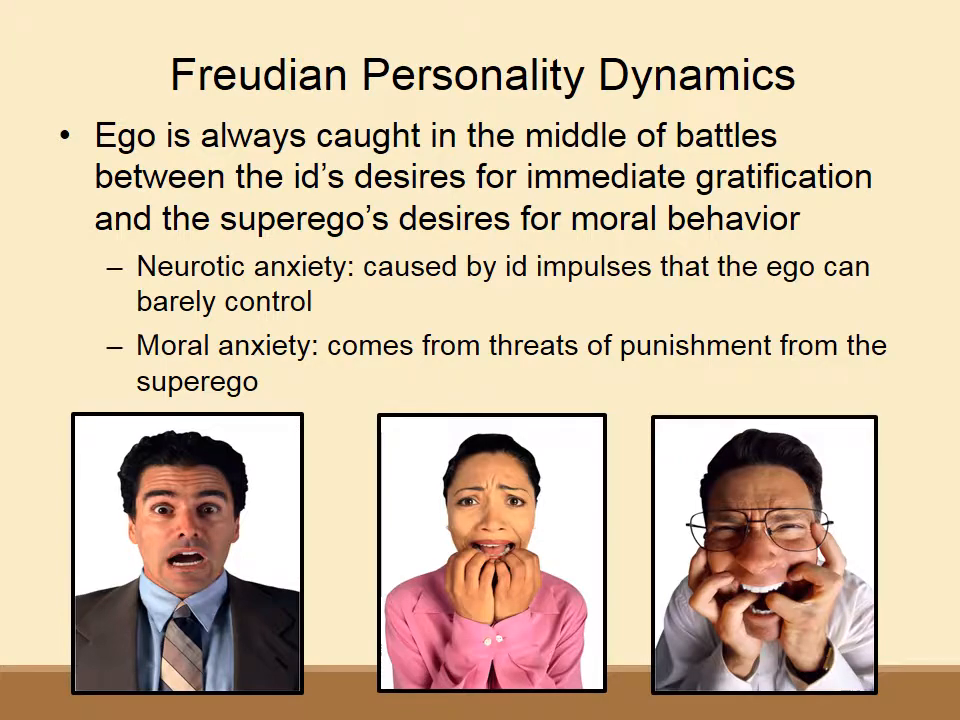 Freudian Personality Dynamics
• Ego is always caught in the middle of battles
between the id’s desires for immediate gratification
and the superego’s desires for moral behavior
– Neurotic anxiety: caused by id impulses that the ego can
barely control
– Moral anxiety: comes from threats of punishment from the
superego